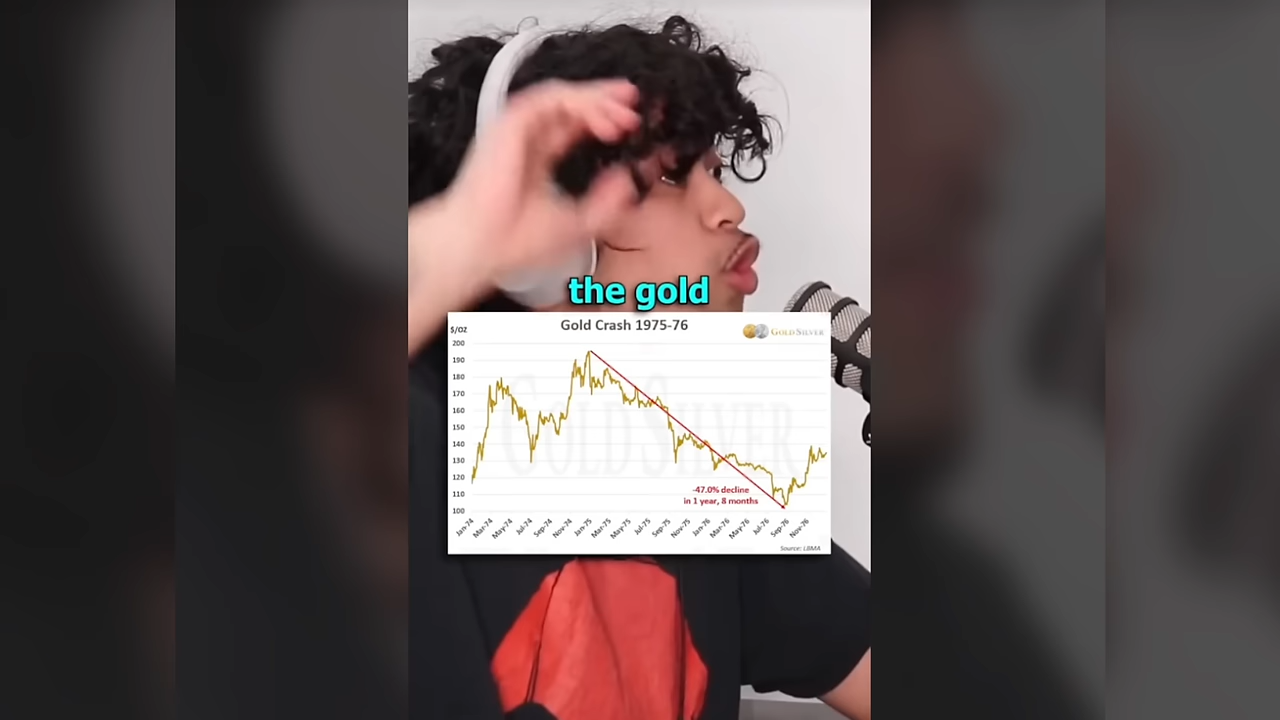 the gold
Gold Crash 1975-76
GOLDSILVER
$/OZ
200
190
180
170
160
150
140
130
120
110
100
GOLDSILVER
-47.0% decline
in 1 year, 8 months
Jan-74
Mar-74
May-74
Jul-74
Sep-74
Nov-74
Jan-75
Mar-75
May-75
Jul-75
Sep-75
Nov-75
Jan-76
Mar-76
May-76
Jul-76
Sep-76
Nov-76
Source: LBMA